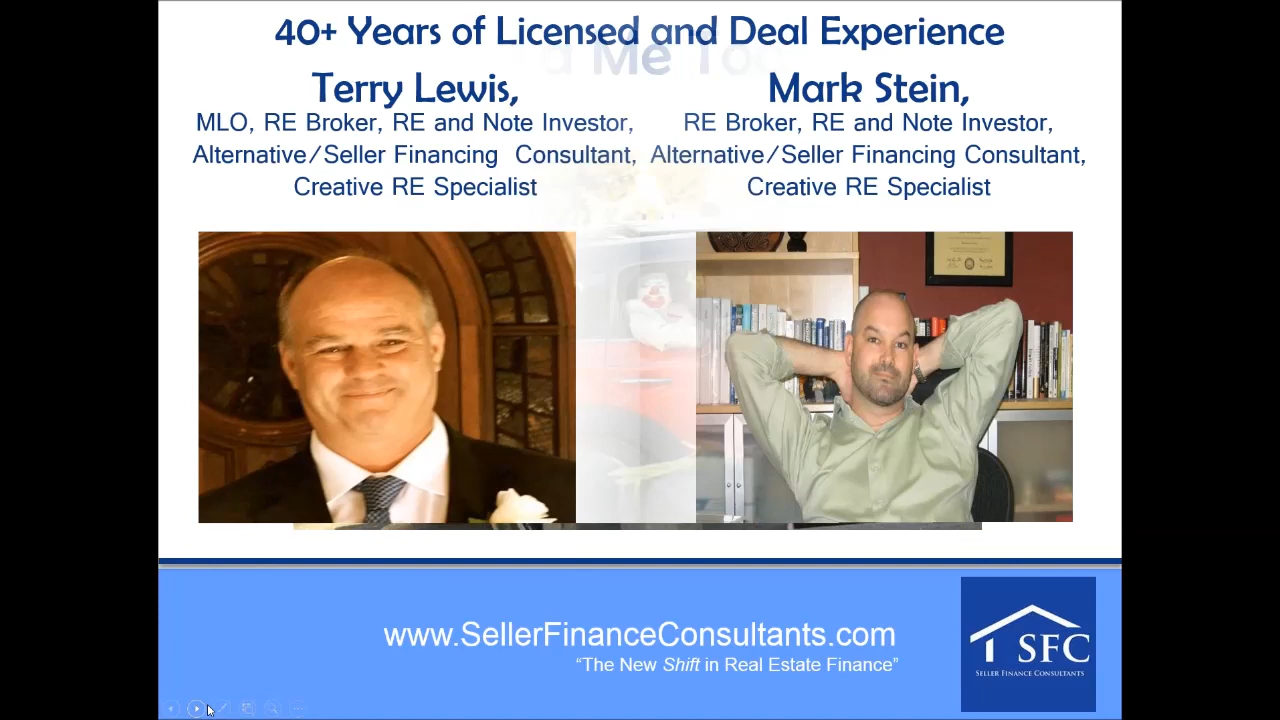 40+ Years of Licensed and Deal Experience
Me To
Terry Lewis,
MLO, RE Broker, RE and Note Investor,
Alternative/Seller Financing Consultant,
Creative RE Specialist
Mark Stein,
RE Broker, RE and Note Investor,
Alternative/Seller Financing Consultant,
Creative RE Specialist
www.SellerFinanceConsultants.com
“The New Shift in Real Estate Finance”
SFC
SELLER FINANCE CONSULTANTS